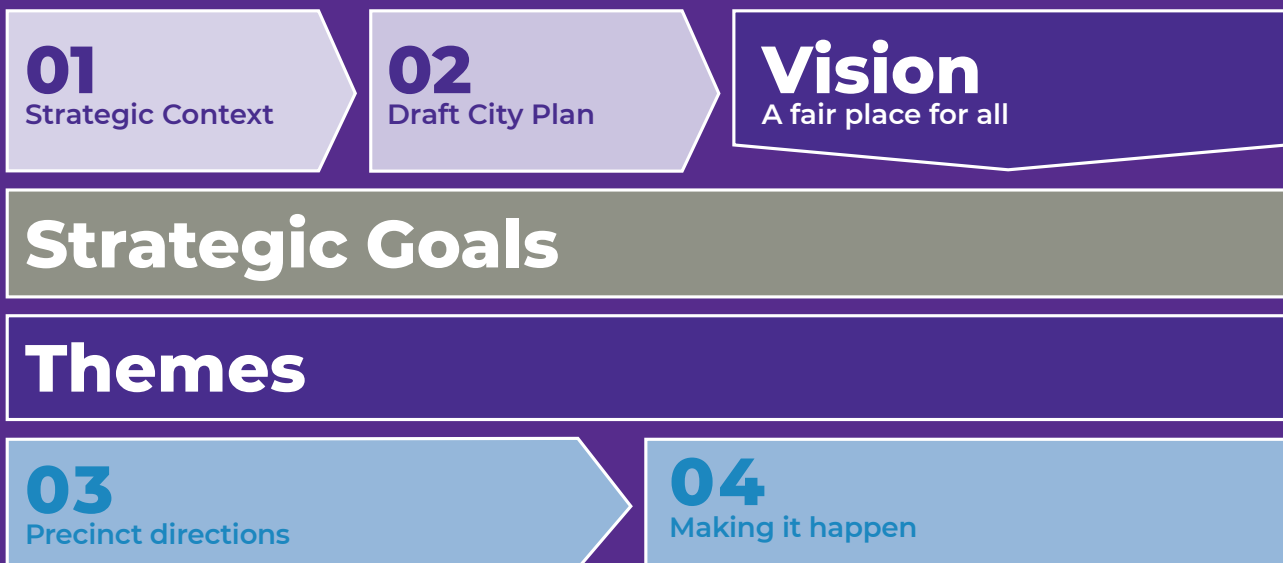 01
Strategic Context
02
Draft City Plan
Vision
A fair place for all
Strategic Goals
Themes
03
Precinct directions
04
Making it happen